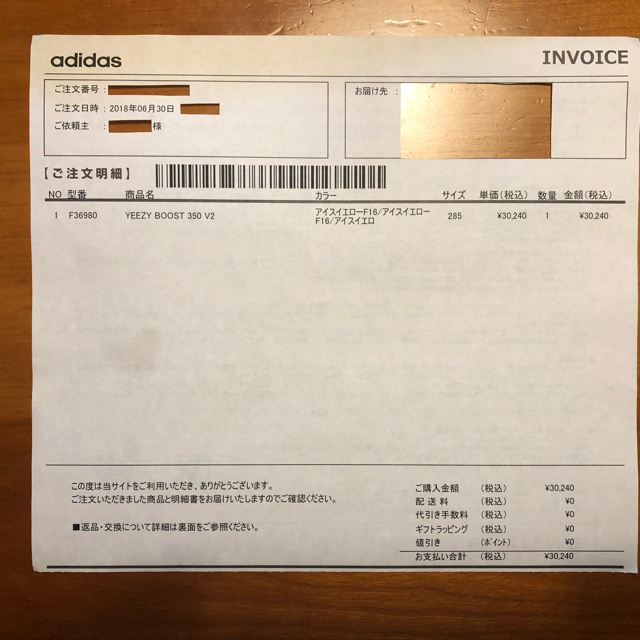 adidas
INVOICE
ご注文番号 :
ご注文日時 : 2018年06月30日
ご依頼主 : 様
お届け先 :
【ご注文明細】
NO 型番 商品名 カラー サイズ 単価(税込) 数量 金額(税込)
1 F36980 YEEZY BOOST 350 V2 アイスイエローF16/アイスイエロー 285 ¥30,240 1 ¥30,240
F16/アイスイエロ
この度は当サイトをご利用いただき、ありがとうございます。
ご注文いただきました商品と明細書をお届けいたしますのでご確認ください。
■返品・交換について詳細は裏面をご参照ください。
ご購入金額 (税込) ¥30,240
配送料 (税込) ¥0
代引き手数料 (税込) ¥0
ギフトラッピング (税込) ¥0
値引き (ポイント) ¥0
お支払い合計 (税込) ¥30,240